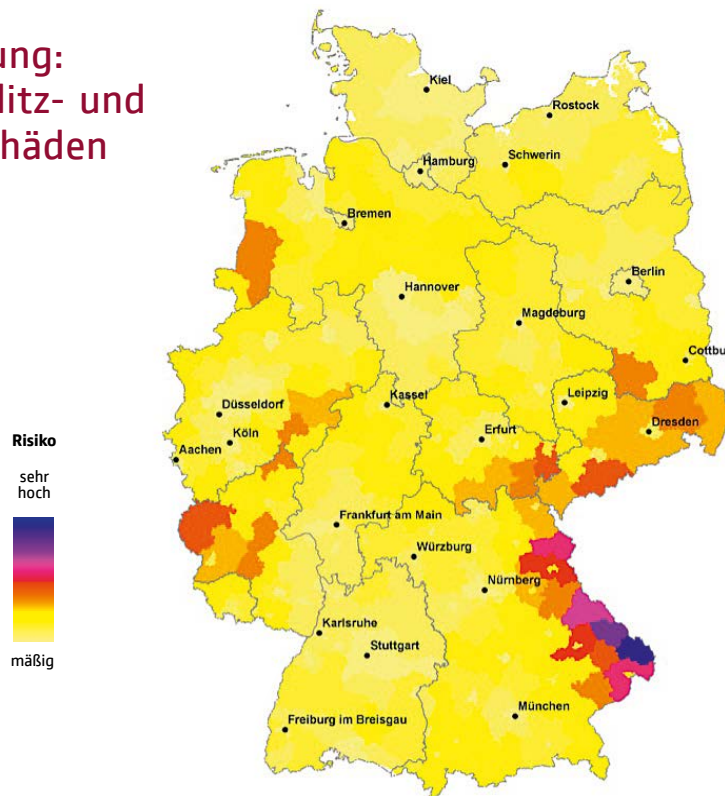 ung:
litz- und
häden
Kiel
Rostock
Hamburg
Schwerin
Bremen
Berlin
Hannover
Magdeburg
Cottbu
Düsseldorf
Kassel
Leipzig
Köln
Erfurt
Dresden
Aachen
Risiko
sehr
hoch
Frankfurt am Main
Würzburg
Nürnberg
Karlsruhe
Stuttgart
mäßig
München
Freiburg im Breisgau